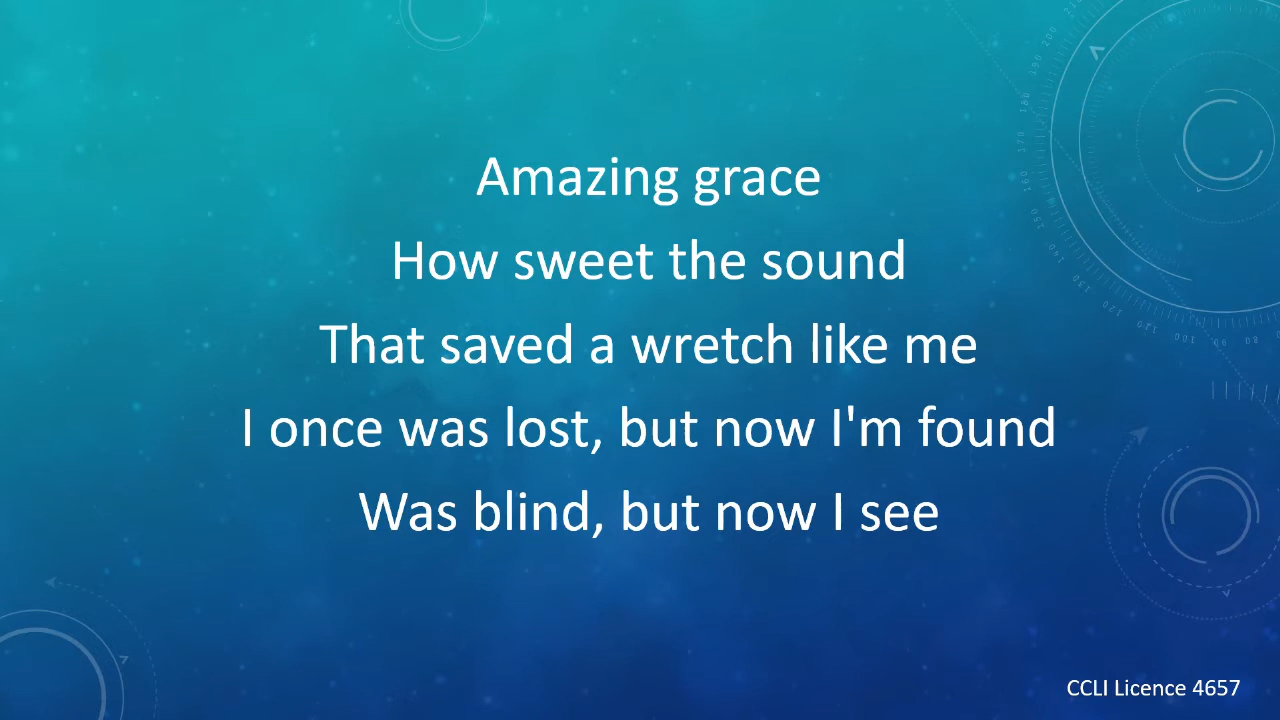 Amazing grace
How sweet the sound
That saved a wretch like me
I once was lost, but now I'm found
Was blind, but now I see
CCLI Licence 4657